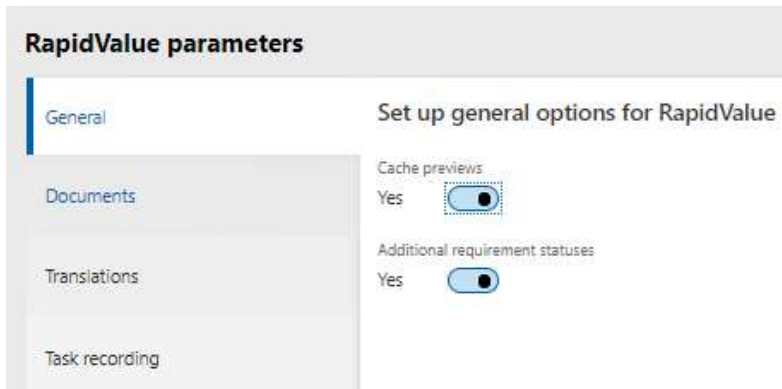 RapidValue parameters
General
Documents
Translations
Task recording
Set up general options for RapidValue
Cache previews
Yes
Additional requirement statuses
Yes